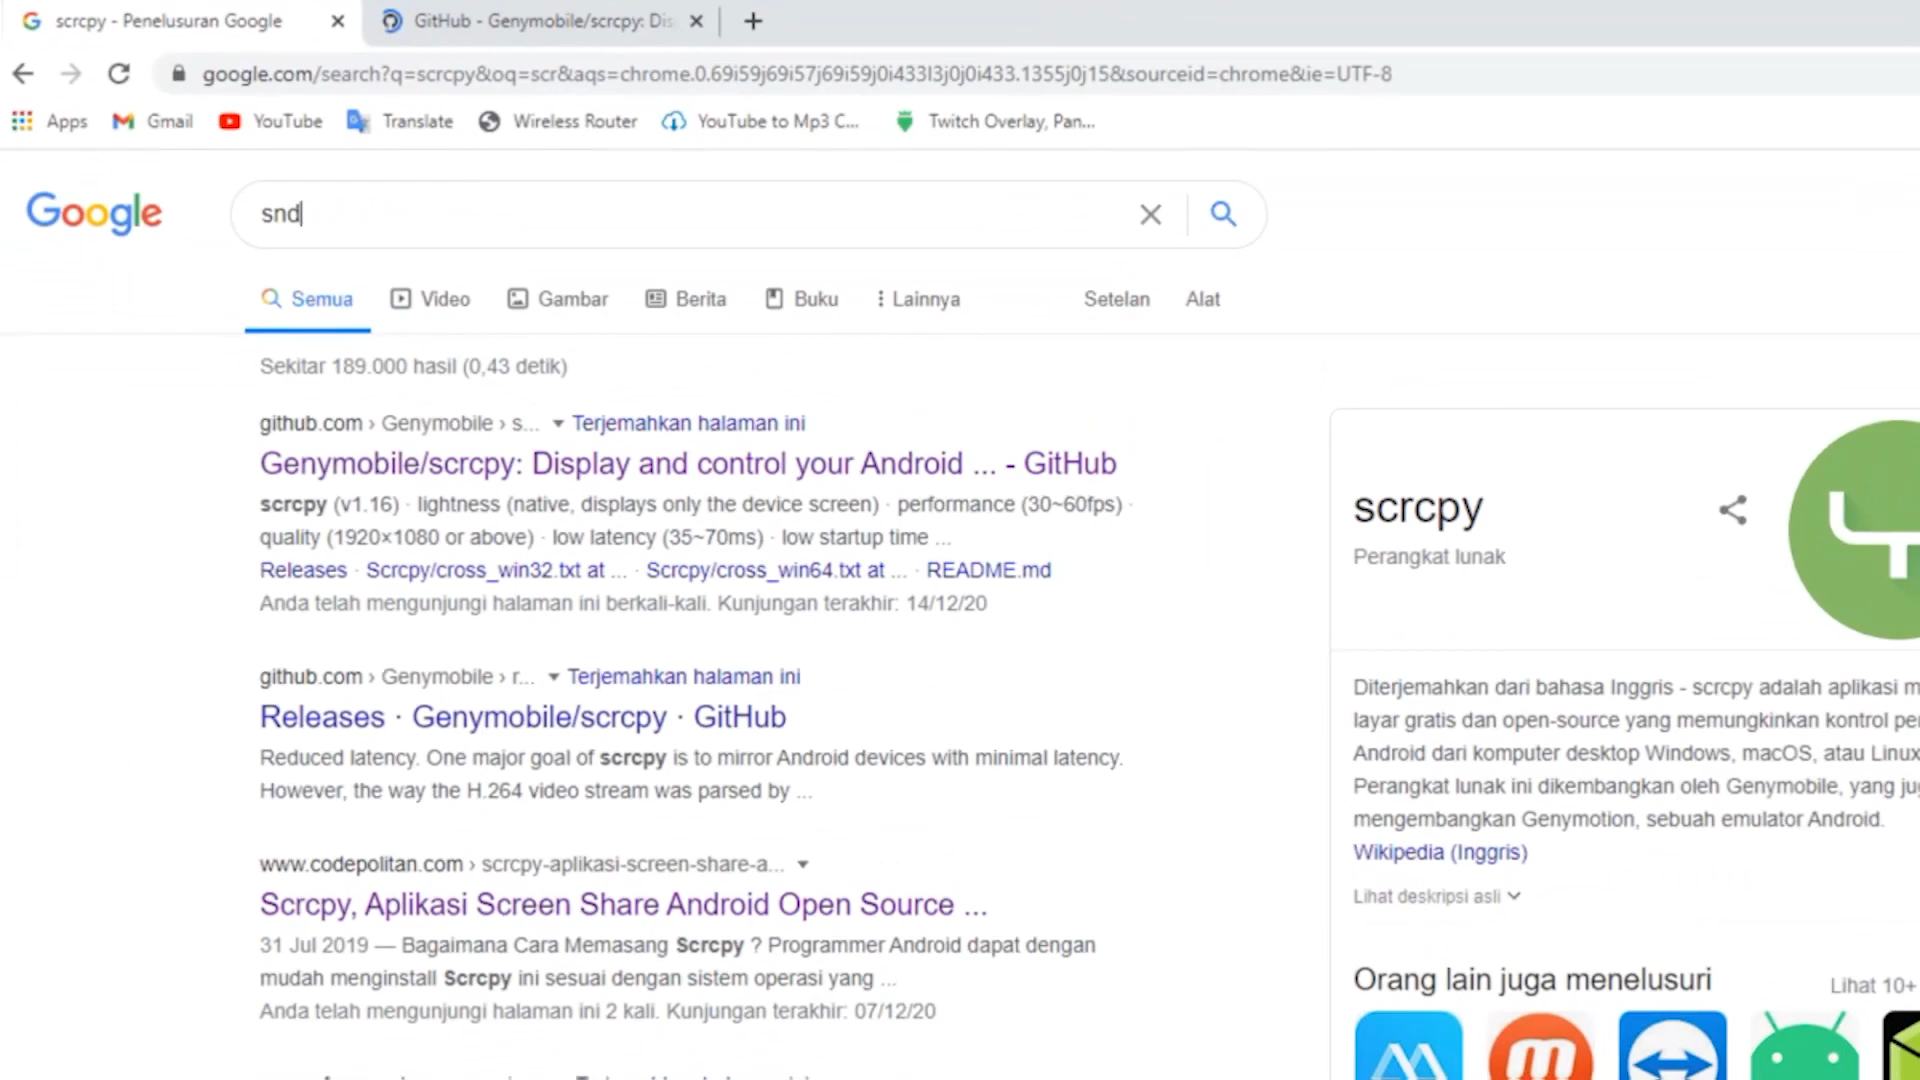 scrcpy - Penelusuran Google
GitHub - Genymobile/scrcpy: Dis
google.com/search?q=scrcpy&oq=scr&aqs=chrome.0.69i59j69i57j69i59j0i433l3j0j0i433.1355j0j15&sourceid=chrome&ie=UTF-8
Apps Gmail YouTube Translate Wireless Router YouTube to Mp3 C... Twitch Overlay, Pan...
Google
snd
Semua Video Gambar Berita Buku Lainnya Setelan Alat
Sekitar 189.000 hasil (0,43 detik)
github.com › Genymobile › s... Terjemahkan halaman ini
Genymobile/scrcpy: Display and control your Android ... - GitHub
scrcpy (v1.16) · lightness (native, displays only the device screen) · performance (30~60fps) ·
quality (1920×1080 or above) · low latency (35~70ms) · low startup time ...
Releases · Scrcpy/cross_win32.txt at ... · Scrcpy/cross_win64.txt at ... · README.md
Anda telah mengunjungi halaman ini berkali-kali. Kunjungan terakhir: 14/12/20
github.com › Genymobile › r... Terjemahkan halaman ini
Releases · Genymobile/scrcpy · GitHub
Reduced latency. One major goal of scrcpy is to mirror Android devices with minimal latency.
However, the way the H.264 video stream was parsed by ...
www.codepolitan.com › scrcpy-aplikasi-screen-share-a...
Scrcpy, Aplikasi Screen Share Android Open Source ...
31 Jul 2019 — Bagaimana Cara Memasang Scrcpy ? Programmer Android dapat dengan
mudah menginstall Scrcpy ini sesuai dengan sistem operasi yang ...
Anda telah mengunjungi halaman ini 2 kali. Kunjungan terakhir: 07/12/20
scrcpy
Perangkat lunak
Diterjemahkan dari bahasa Inggris - scrcpy adalah aplikasi m
layar gratis dan open-source yang memungkinkan kontrol pe
Android dari komputer desktop Windows, macOS, atau Linux
Perangkat lunak ini dikembangkan oleh Genymobile, yang jug
mengembangkan Genymotion, sebuah emulator Android.
Wikipedia (Inggris)
Lihat deskripsi asli
Orang lain juga menelusuri
Lihat 10+